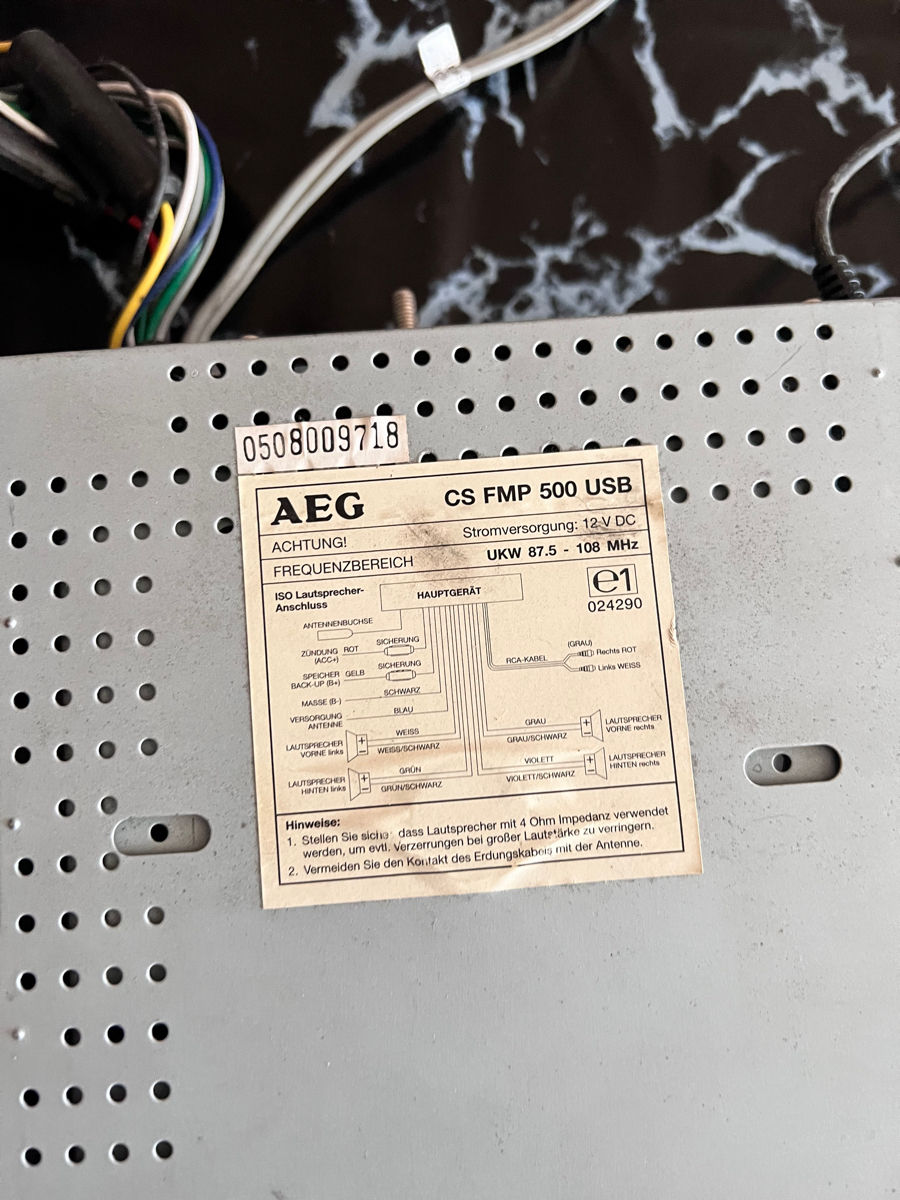 0508009718
AEG CS FMP 500 USB
ACHTUNG! Stromversorgung: 12 V DC
FREQUENZBEREICH UKW 87.5 - 108 MHz
ISO Lautsprecher-
Anschluss
HAUPTGERÄT
e1
024290
ANTENNENBUCHSE
ZÜNDUNG
(ACC+)
ROT
SICHERUNG
SPEICHER
BACK-UP (B+)
GELB
SICHERUNG
MASSE (B-)
SCHWARZ
VERSORGUNG
ANTENNE
BLAU
RCA-KABEL
(GRAU)
Rechts ROT
Links WEISS
LAUTSPRECHER
VORNE links
+
-
WEISS
WEISS/SCHWARZ
GRAU
GRAU/SCHWARZ
+
-
LAUTSPRECHER
VORNE rechts
LAUTSPRECHER
HINTEN links
+
-
GRÜN
GRÜN/SCHWARZ
VIOLETT
VIOLETT/SCHWARZ
+
-
LAUTSPRECHER
HINTEN rechts
Hinweise:
1. Stellen Sie sicher dass Lautsprecher mit 4 Ohm Impedanz verwendet
werden, um evtl. Verzerrungen bei großer Lautstärke zu verringern.
2. Vermeiden Sie den Kontakt des Erdungskabels mit der Antenne.